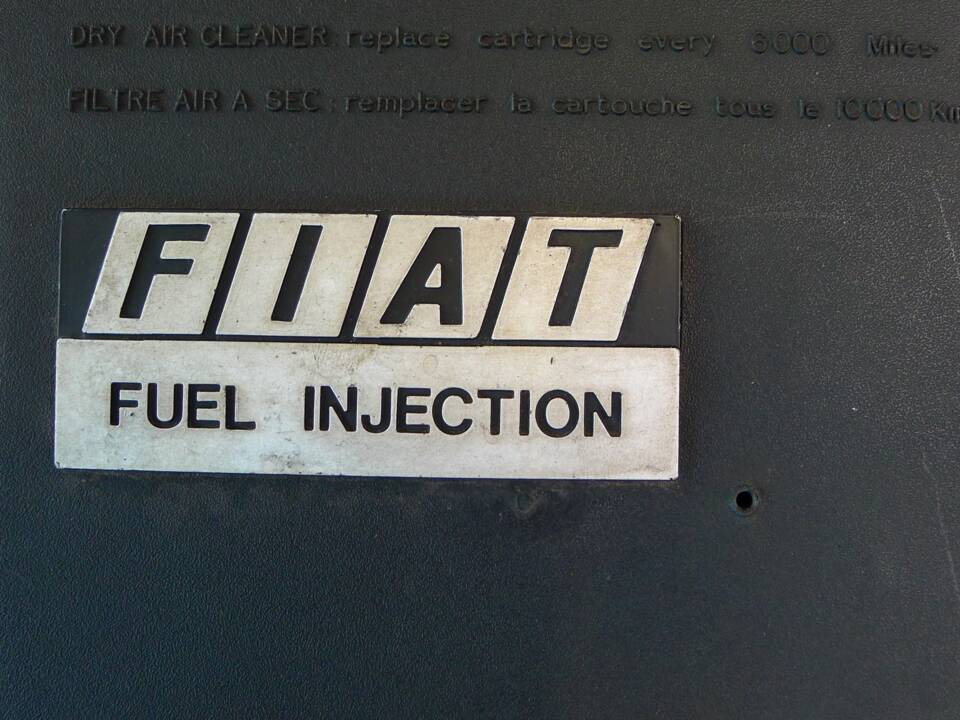 DRY AIR CLEANER: replace cartridge every 6000 Miles
FILTRE AIR A SEC: remplacer la cartouche tous le 10000 Km
FIAT
FUEL INJECTION